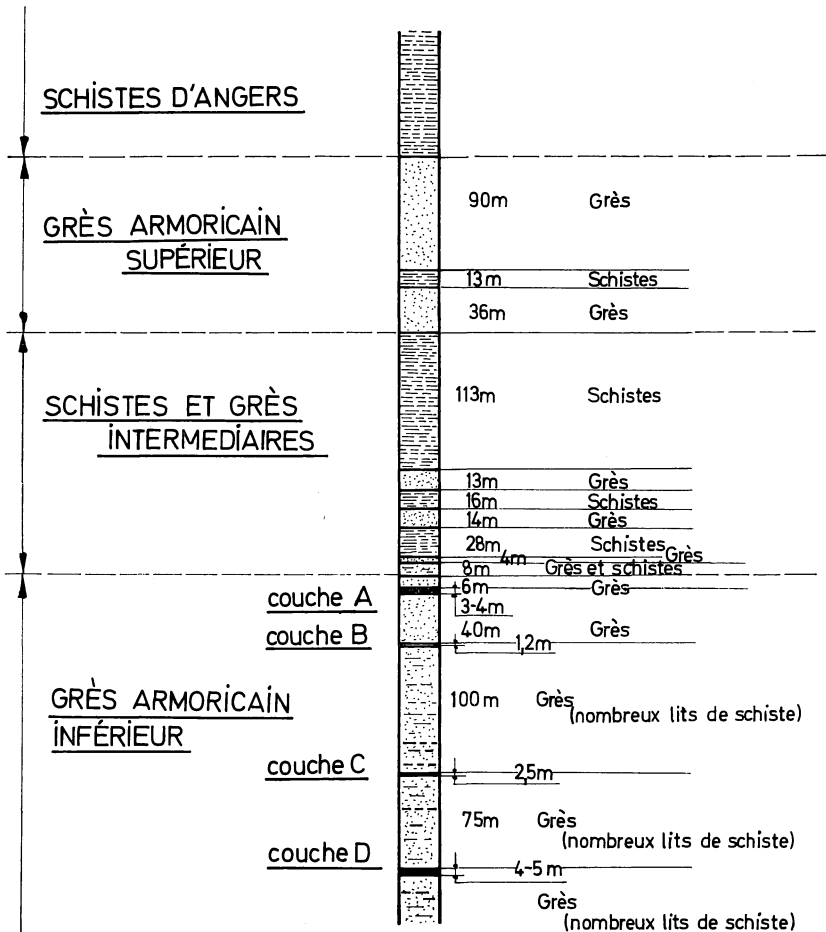 SCHISTES D'ANGERS
GRÈS ARMORICAIN
SUPÉRIEUR
90m Grès
13m Schistes
36m Grès
SCHISTES ET GRÈS
INTERMEDIAIRES
113m Schistes
13m Grès
16m Schistes
14m Grès
28m Schistes
4m Grès
8m Grès et schistes
6m Grès
couche A
3-4m
40m Grès
couche B
1,2m
GRÈS ARMORICAIN
INFÉRIEUR
100m Grès
(nombreux lits de schiste)
couche C
2,5m
75m Grès
(nombreux lits de schiste)
couche D
4-5m
Grès
(nombreux lits de schiste)